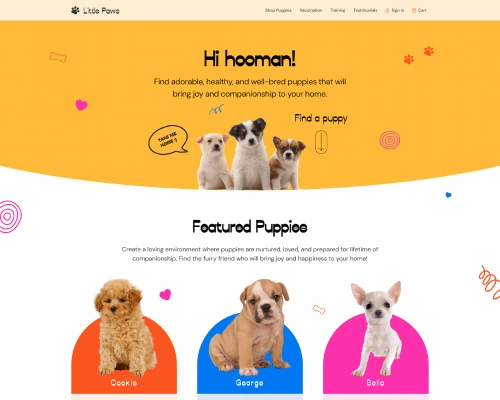 Little Paws
Shop Puppies Vaccination Training Testimonials Sign in Cart
Hi hooman!
Find adorable, healthy, and well-bred puppies that will
bring joy and companionship to your home.
Find a puppy
TAKE ME
HOME :)
Featured Puppies
Create a loving environment where puppies are nurtured, loved, and prepared for lifetime of
companionship. Find the furry friend who will bring joy and happiness to your home!
Cookie George Bella